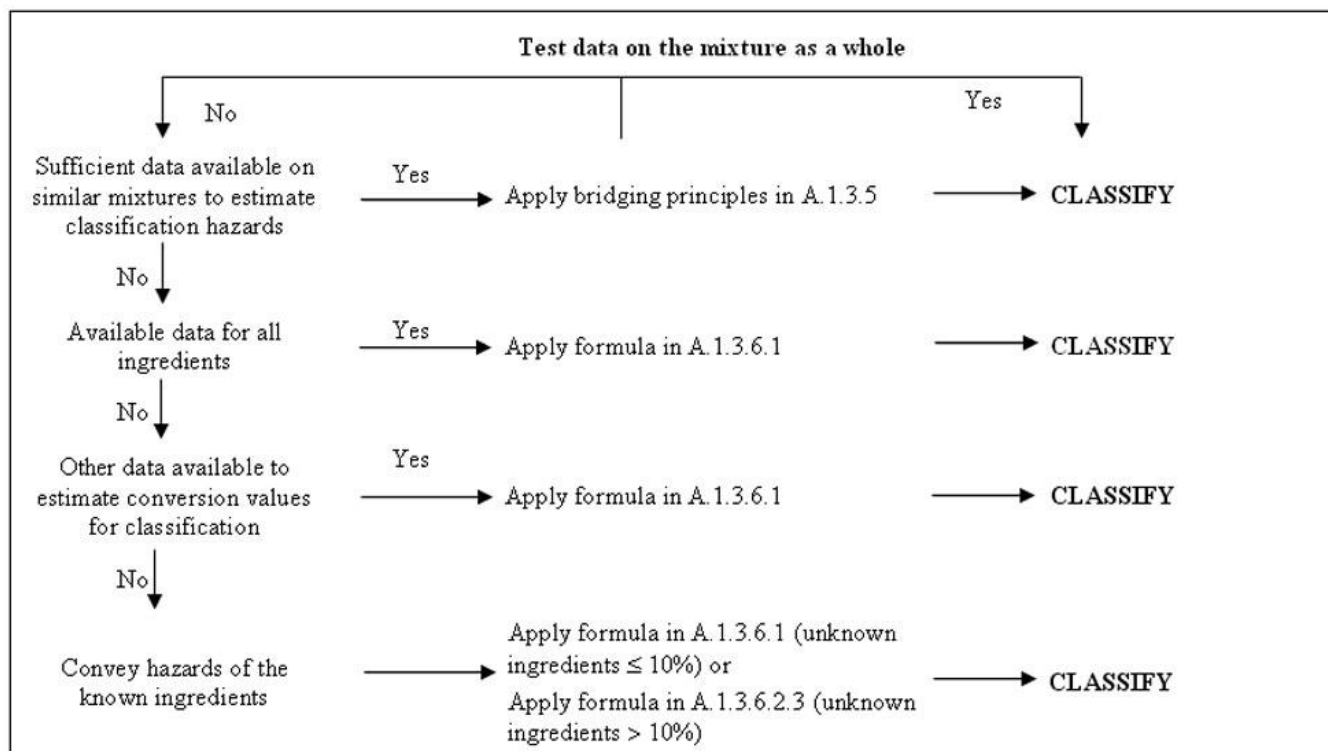 Test data on the mixture as a whole
No
Yes
Sufficient data available on
similar mixtures to estimate
classification hazards
Yes
Apply bridging principles in A.1.3.5
CLASSIFY
No
Available data for all
ingredients
Yes
Apply formula in A.1.3.6.1
CLASSIFY
No
Other data available to
estimate conversion values
for classification
Yes
Apply formula in A.1.3.6.1
CLASSIFY
No
Convey hazards of the
known ingredients
Apply formula in A.1.3.6.1 (unknown
ingredients ≤ 10%) or
Apply formula in A.1.3.6.2.3 (unknown
ingredients > 10%)
CLASSIFY